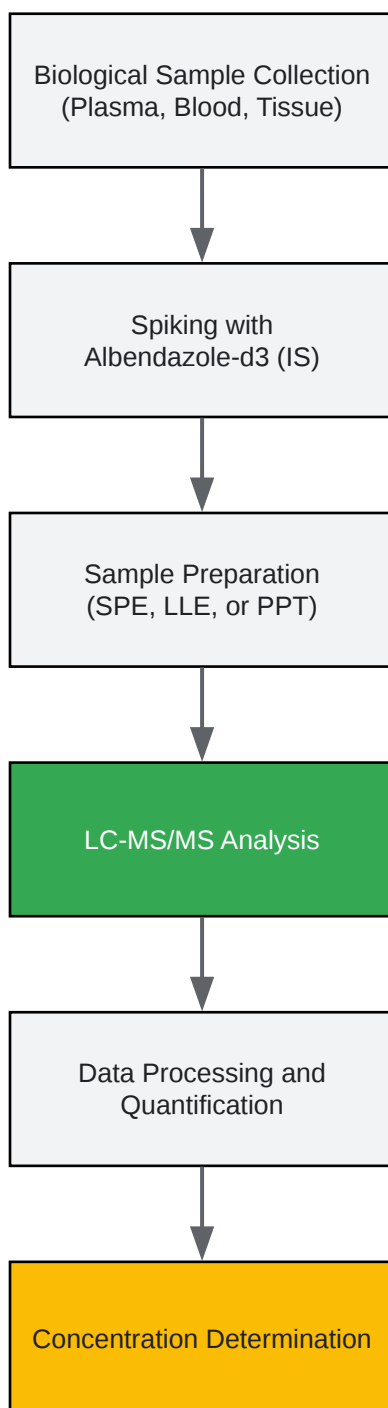 Biological Sample Collection
(Plasma, Blood, Tissue)
Spiking with
Albendazole-d3 (IS)
Sample Preparation
(SPE, LLE, or PPT)
LC-MS/MS Analysis
Data Processing and
Quantification
Concentration Determination